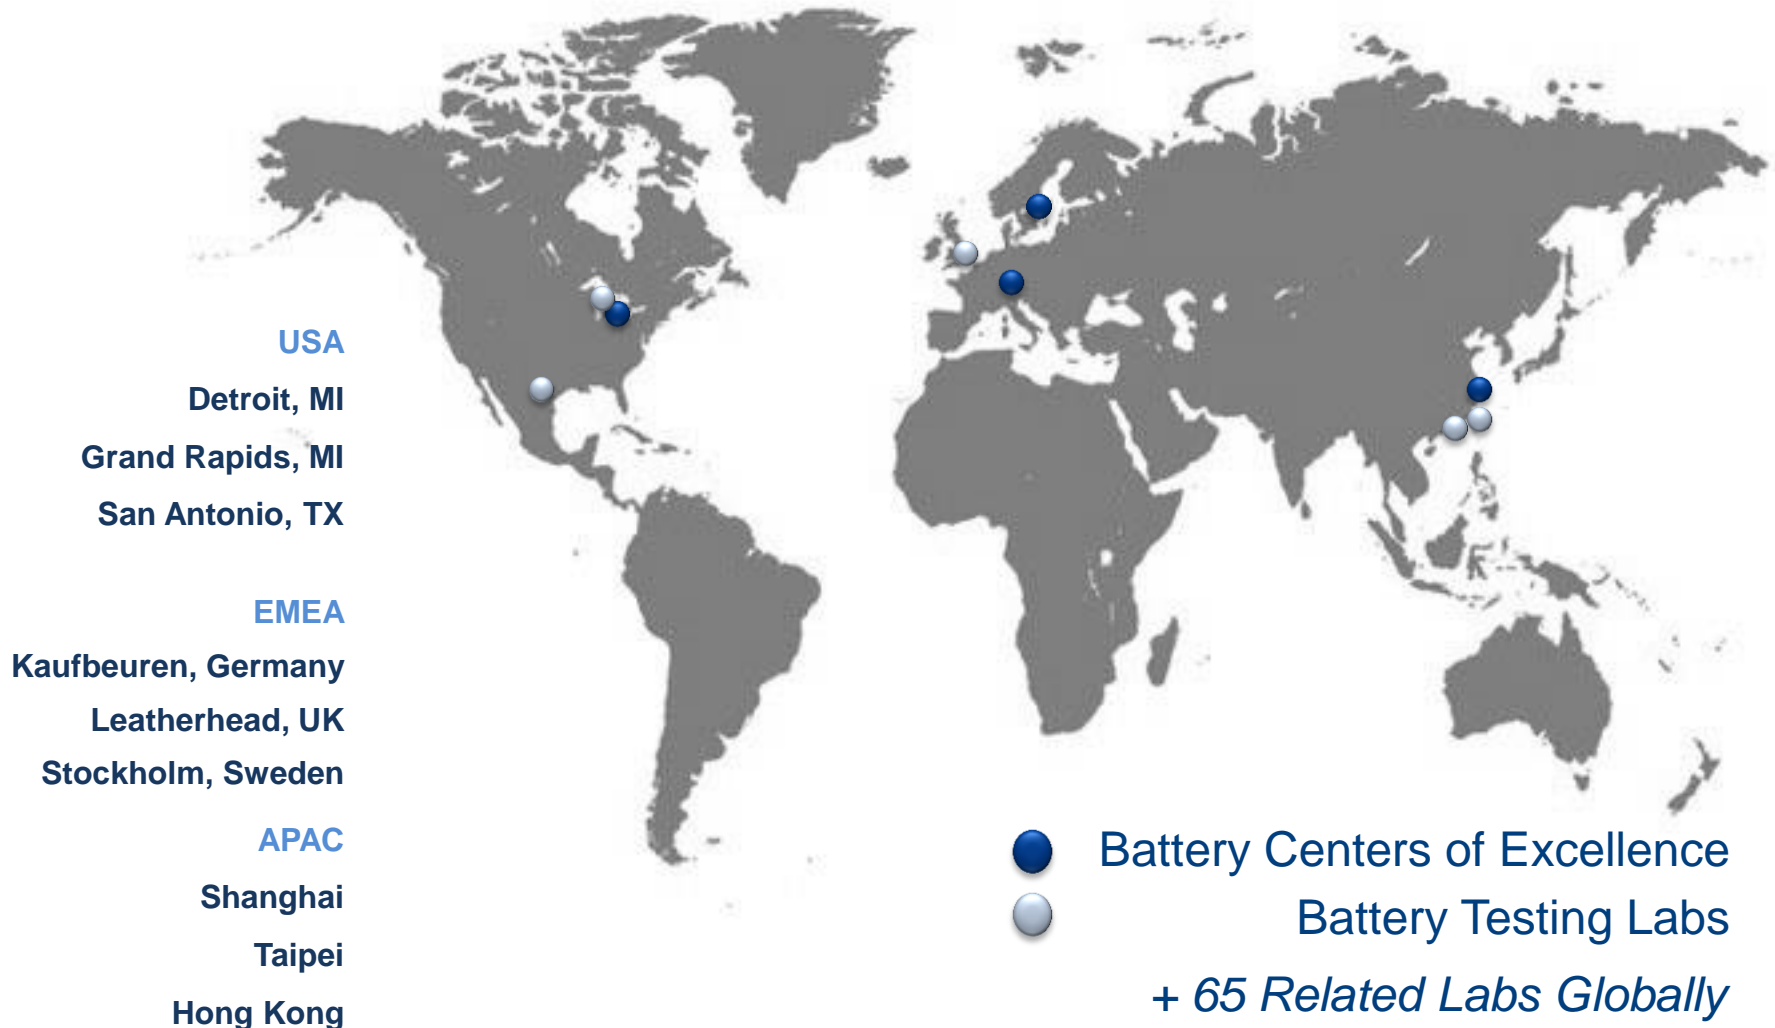 USA
Detroit, MI
Grand Rapids, MI
San Antonio, TX
EMEA
Kaufbeuren, Germany
Leatherhead, UK
Stockholm, Sweden
APAC
Shanghai
Taipei
Hong Kong
Battery Centers of Excellence
Battery Testing Labs
+ 65 Related Labs Globally